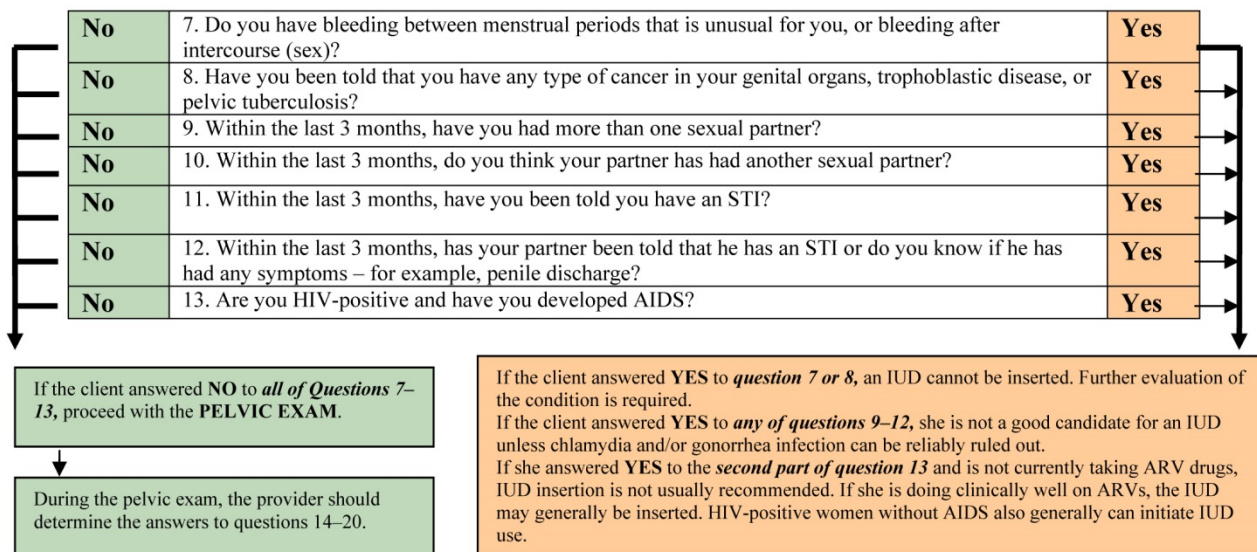 No 7. Do you have bleeding between menstrual periods that is unusual for you, or bleeding after Yes
intercourse (sex)?
No 8. Have you been told that you have any type of cancer in your genital organs, trophoblastic disease, or Yes
pelvic tuberculosis?
No 9. Within the last 3 months, have you had more than one sexual partner? Yes
No 10. Within the last 3 months, do you think your partner has had another sexual partner? Yes
No 11. Within the last 3 months, have you been told you have an STI? Yes
No 12. Within the last 3 months, has your partner been told that he has an STI or do you know if he has Yes
had any symptoms – for example, penile discharge?
No 13. Are you HIV-positive and have you developed AIDS? Yes
If the client answered NO to all of Questions 7–
13, proceed with the PELVIC EXAM.
During the pelvic exam, the provider should
determine the answers to questions 14–20.
If the client answered YES to question 7 or 8, an IUD cannot be inserted. Further evaluation of
the condition is required.
If the client answered YES to any of questions 9–12, she is not a good candidate for an IUD
unless chlamydia and/or gonorrhea infection can be reliably ruled out.
If she answered YES to the second part of question 13 and is not currently taking ARV drugs,
IUD insertion is not usually recommended. If she is doing clinically well on ARVs, the IUD
may generally be inserted. HIV-positive women without AIDS also generally can initiate IUD
use.